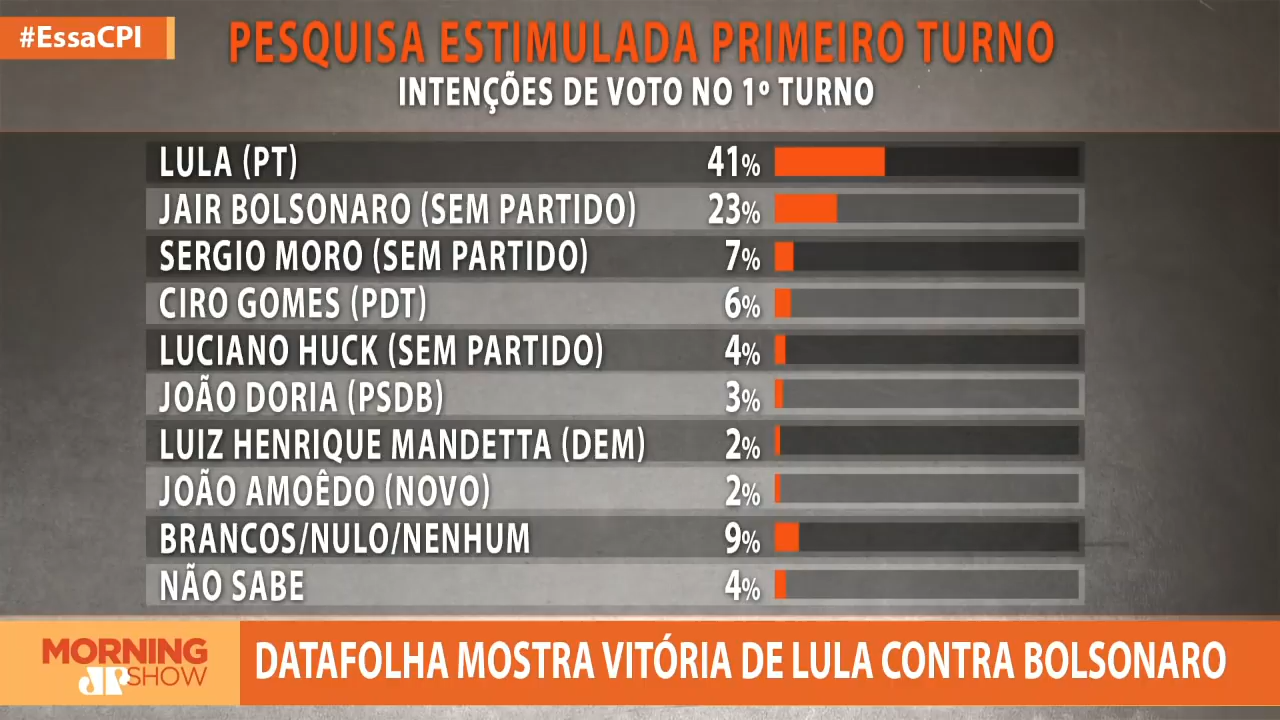 #EssaCPI
PESQUISA ESTIMULADA PRIMEIRO TURNO
INTENÇÕES DE VOTO NO 1º TURNO
LULA (PT) 41%
JAIR BOLSONARO (SEM PARTIDO) 23%
SERGIO MORO (SEM PARTIDO) 7%
CIRO GOMES (PDT) 6%
LUCIANO HUCK (SEM PARTIDO) 4%
JOÃO DORIA (PSDB) 3%
LUIZ HENRIQUE MANDETTA (DEM) 2%
JOÃO AMOÊDO (NOVO) 2%
BRANCOS/NULO/NENHUM 9%
NÃO SABE 4%
MORNING
JP SHOW
DATAFOLHA MOSTRA VITÓRIA DE LULA CONTRA BOLSONARO